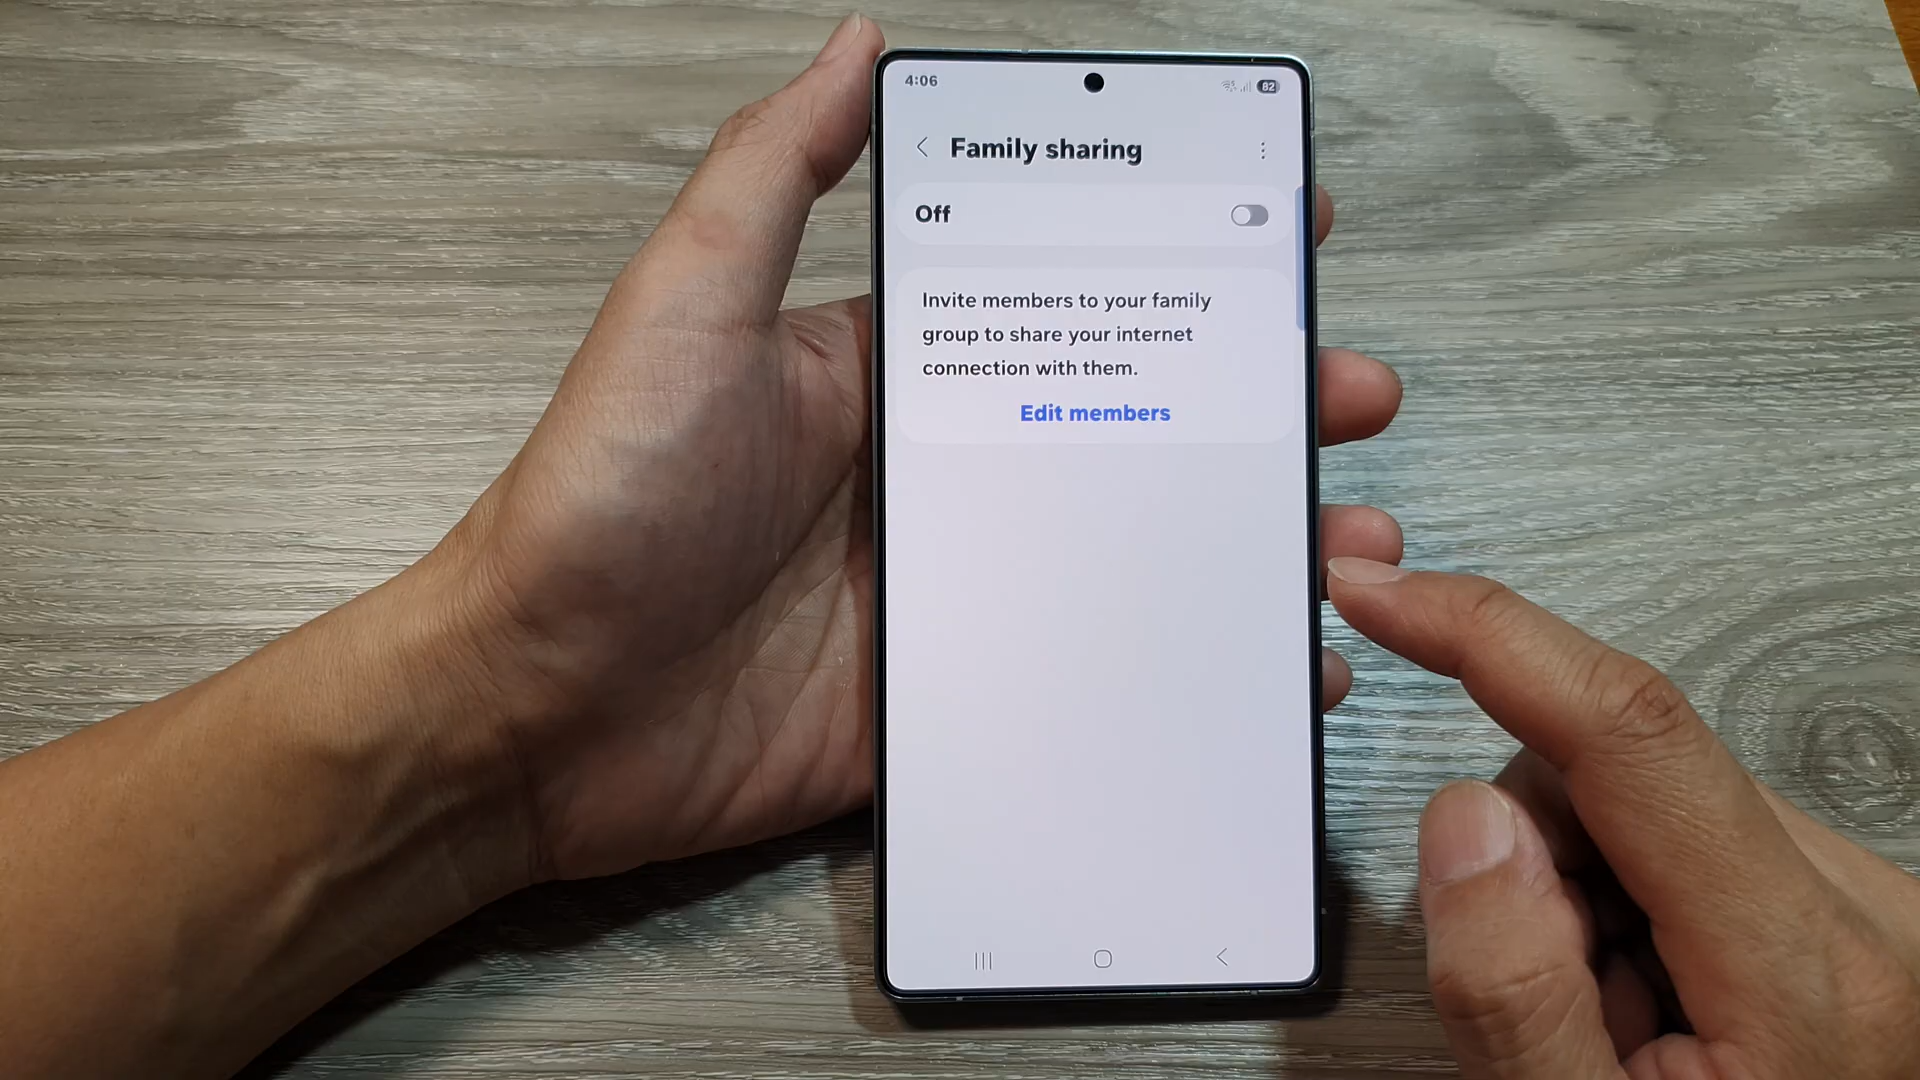 4:06
82
Family sharing
Off
Invite members to your family
group to share your internet
connection with them.
Edit members